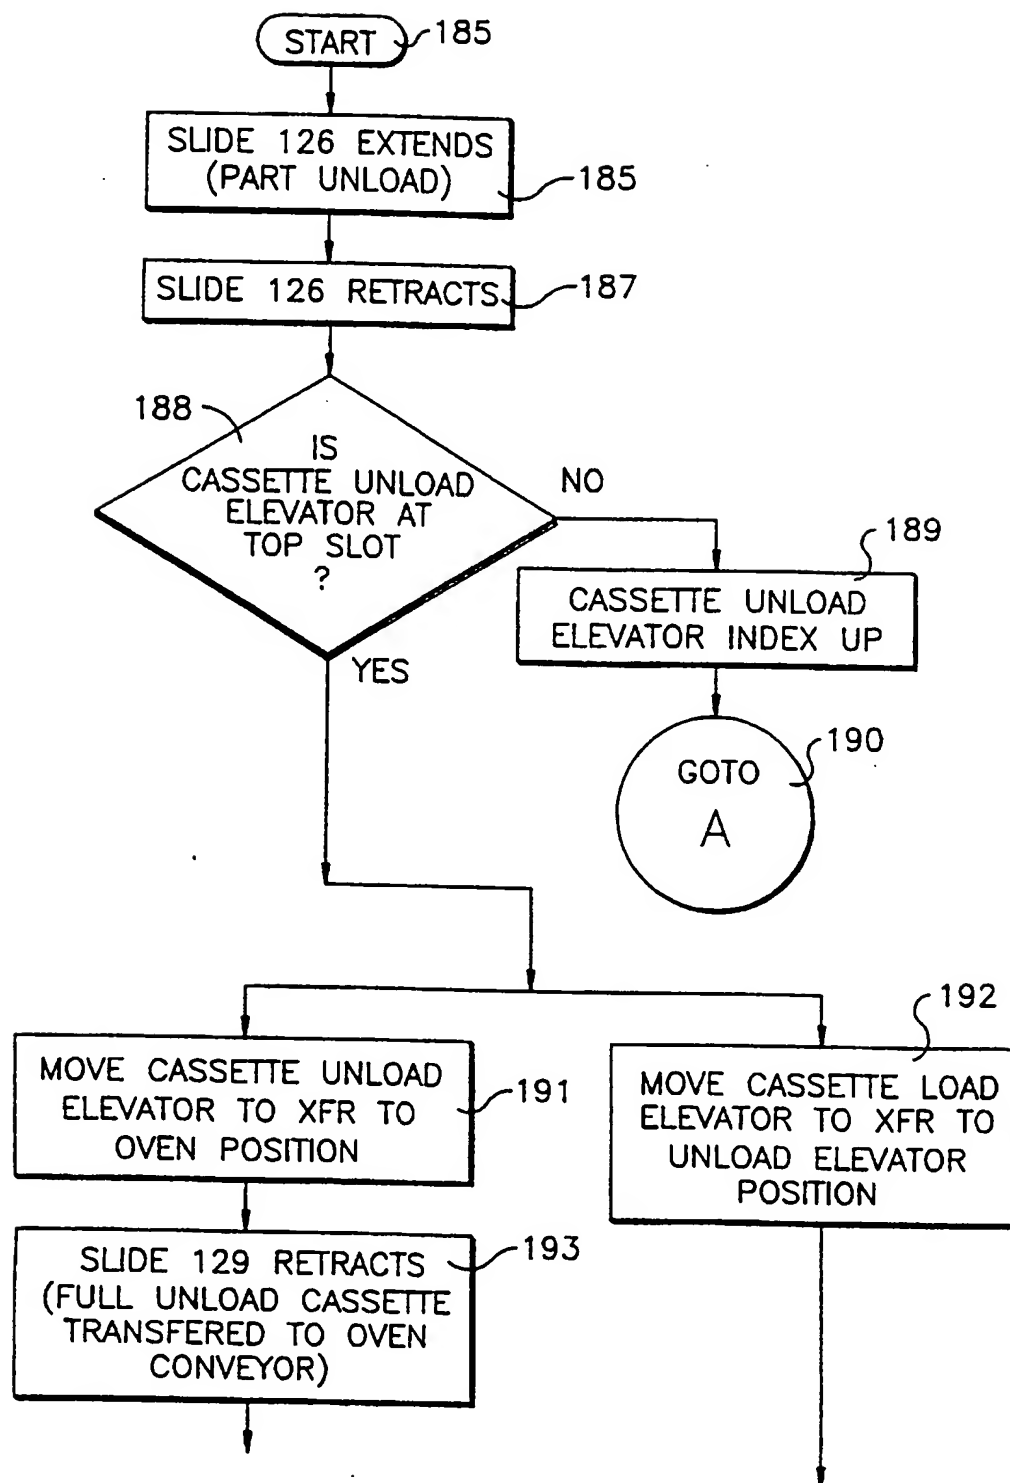 START
185
SLIDE 126 EXTENDS
(PART UNLOAD)
185
SLIDE 126 RETRACTS
187
188
IS
CASSETTE UNLOAD
ELEVATOR AT
TOP SLOT
?
NO
YES
189
CASSETTE UNLOAD
ELEVATOR INDEX UP
190
GOTO
A
MOVE CASSETTE UNLOAD
ELEVATOR TO XFR TO
OVEN POSITION
191
192
MOVE CASSETTE LOAD
ELEVATOR TO XFR TO
UNLOAD ELEVATOR
POSITION
SLIDE 129 RETRACTS
(FULL UNLOAD CASSETTE
TRANSFERED TO OVEN
CONVEYOR)
193